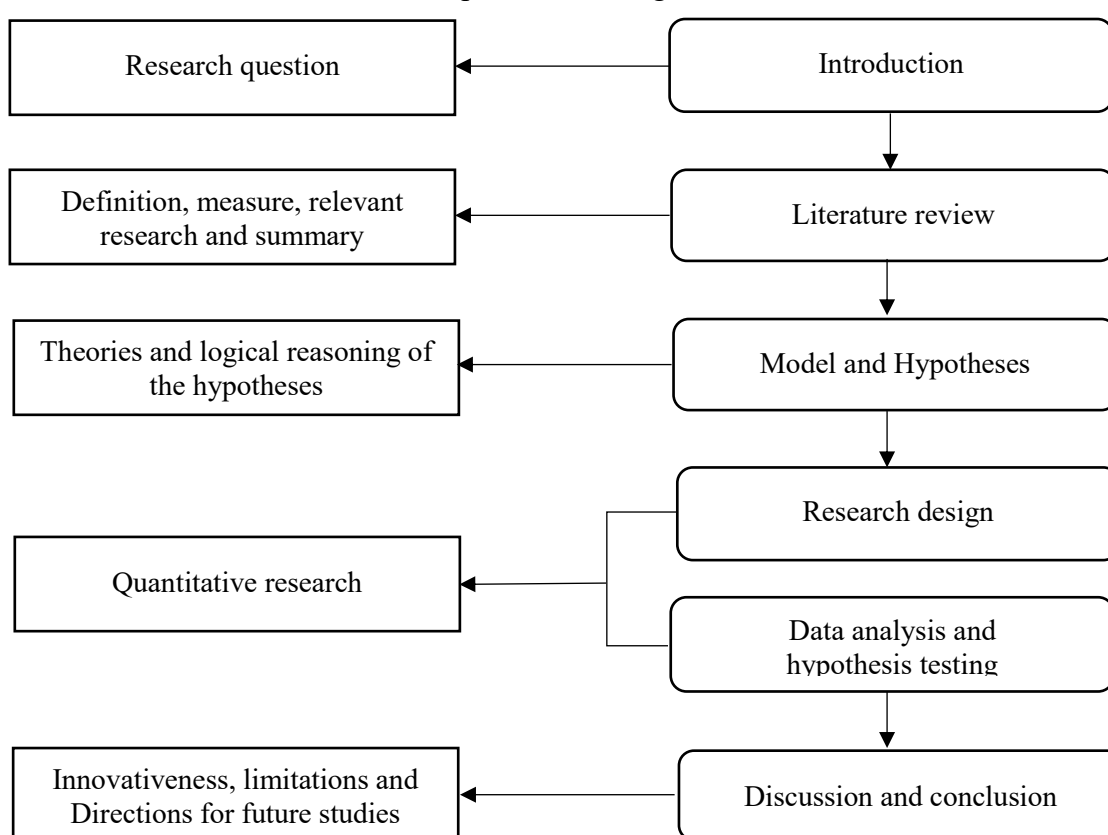 Research question
Introduction
Definition, measure, relevant
research and summary
Literature review
Theories and logical reasoning of
the hypotheses
Model and Hypotheses
Research design
Quantitative research
Data analysis and
hypothesis testing
Innovativeness, limitations and
Directions for future studies
Discussion and conclusion